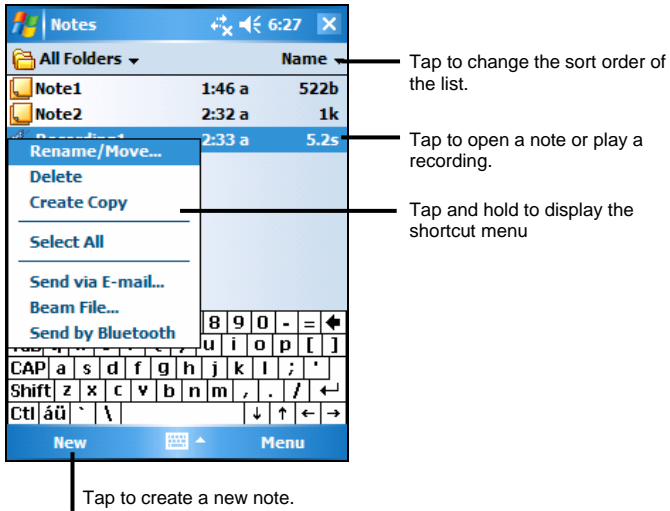 Notes 6:27
All Folders Name
Note1 1:46 a 522b
Note2 2:32 a 1k
Recording1 2:33 a 5.2s
Rename/Move...
Delete
Create Copy
Select All
Send via E-mail...
Beam File...
Send by Bluetooth
8 9 0 - =
u i o p [ ]
CAP a s d f g h j k l ; '
Shift z x c v b n m , . /
Ctl áü ` \
New Menu
Tap to change the sort order of
the list.
Tap to open a note or play a
recording.
Tap and hold to display the
shortcut menu
Tap to create a new note.